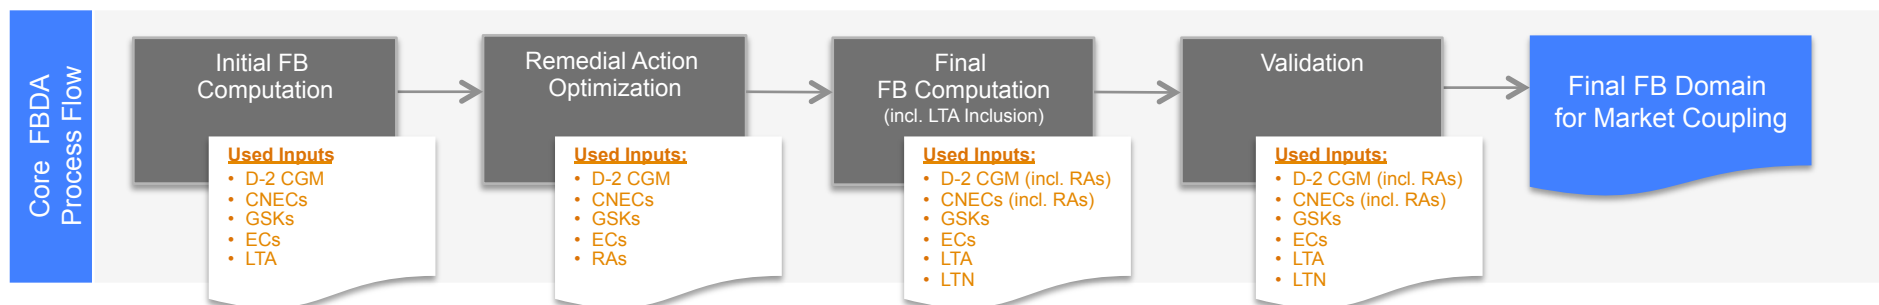 Core FBDA
Process Flow
Initial FB
Computation
Used Inputs
• D-2 CGM
• CNECs
• GSKs
• ECs
• LTA
Remedial Action
Optimization
Used Inputs:
• D-2 CGM
• CNECs
• GSKs
• ECs
• RAs
Final
FB Computation
(incl. LTA Inclusion)
Used Inputs:
• D-2 CGM (incl. RAs)
• CNECs (incl. RAs)
• GSKs
• ECs
• LTA
• LTN
Validation
Used Inputs:
• D-2 CGM (incl. RAs)
• CNECs (incl. RAs)
• GSKs
• ECs
• LTA
• LTN
Final FB Domain
for Market Coupling